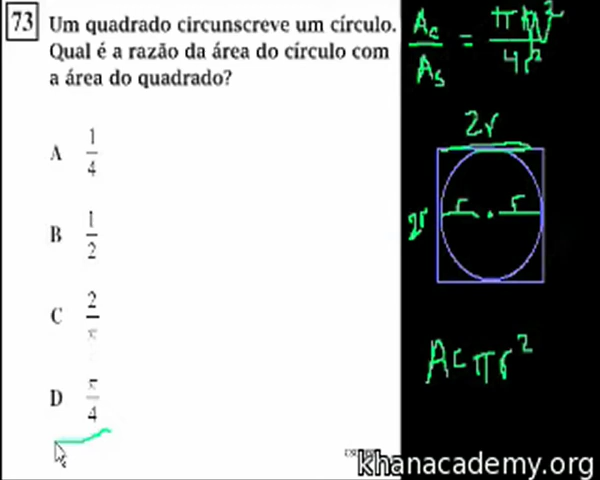 73 Um quadrado circunscreve um círculo.
Qual é a razão da área do círculo com
a área do quadrado?
A 1/4
B 1/2
C 2/π
D π/4
Ac/As = πr²/4r²
2r
2r
r r
Ac πr²
khanacademy.org